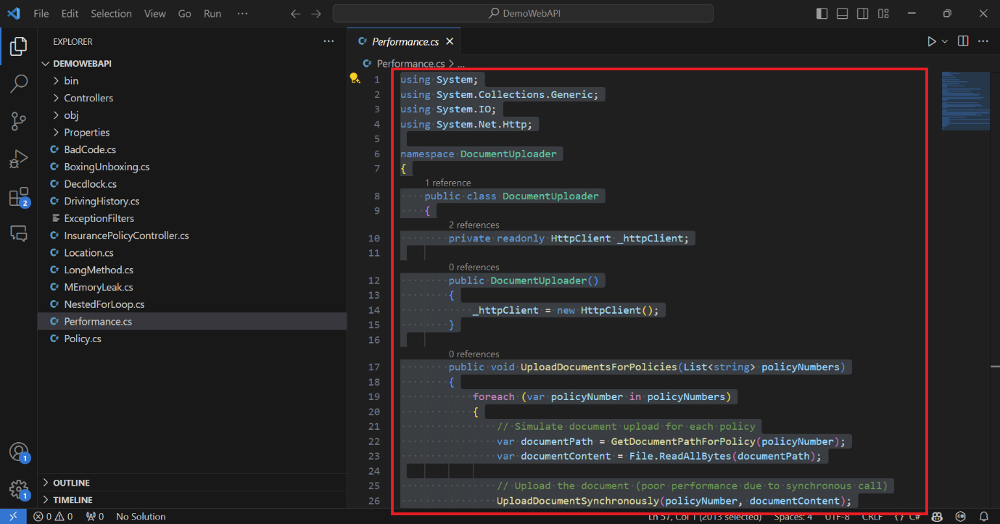 File Edit Selection View Go Run ··· DemoWebAPI
EXPLORER ···
DEMOWEBAPI
bin
Controllers
obj
Properties
BadCode.cs
BoxingUnboxing.cs
Decdlock.cs
DrivingHistory.cs
ExceptionFilters
InsurancePolicyController.cs
Location.cs
LongMethod.cs
MEmoryLeak.cs
NestedForLoop.cs
Performance.cs
Policy.cs
OUTLINE
TIMELINE
2
1
1
Performance.cs
Performance.cs > ...
1 using System;
2 using System.Collections.Generic;
3 using System.IO;
4 using System.Net.Http;
5
6 namespace DocumentUploader
7 {
1 reference
8 public class DocumentUploader
9 {
2 references
10 private readonly HttpClient _httpClient;
11
0 references
12 public DocumentUploader()
13 {
14 _httpClient = new HttpClient();
15 }
16
0 references
17 public void UploadDocumentsForPolicies(List<string> policyNumbers)
18 {
19 foreach (var policyNumber in policyNumbers)
20 {
21 // Simulate document upload for each policy
22 var documentPath = GetDocumentPathForPolicy(policyNumber);
23 var documentContent = File.ReadAllBytes(documentPath);
24
25 // Upload the document (poor performance due to synchronous call)
26 UploadDocumentSynchronously(policyNumber, documentContent);
0 0 0 No Solution Ln 57, Col 1 (2013 selected) Spaces: 4 UTF-8 CRLF {} C#